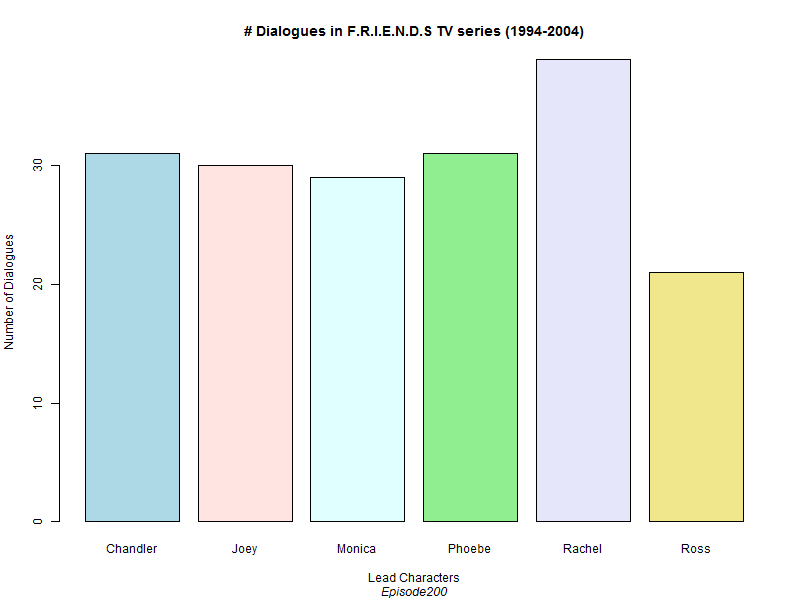 # Dialogues in F.R.I.E.N.D.S TV series (1994-2004)
Number of Dialogues
30
20
10
0
Chandler Joey Monica Phoebe Rachel Ross
Lead Characters
Episode200